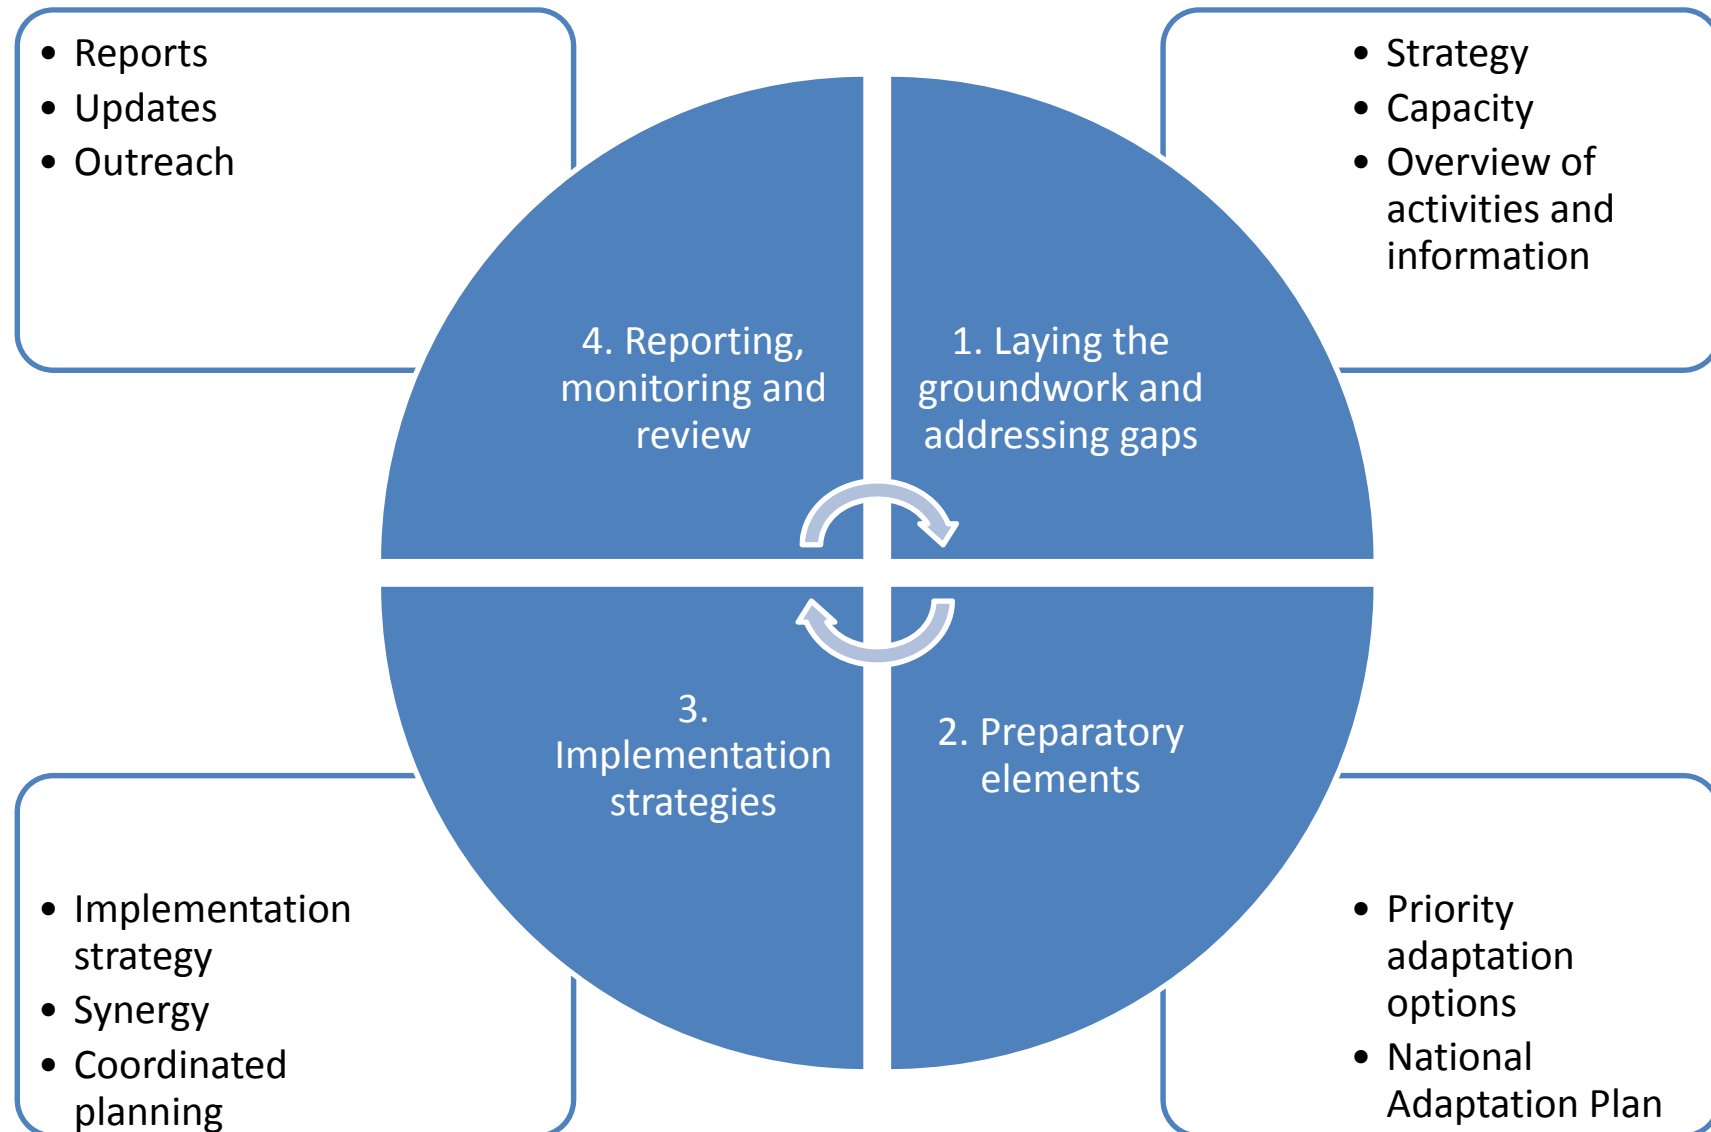 • Reports
• Updates
• Outreach
• Strategy
• Capacity
• Overview of
activities and
information
4. Reporting,
monitoring and
review
1. Laying the
groundwork and
addressing gaps
3.
Implementation
strategies
2. Preparatory
elements
• Implementation
strategy
• Synergy
• Coordinated
planning
• Priority
adaptation
options
• National
Adaptation Plan